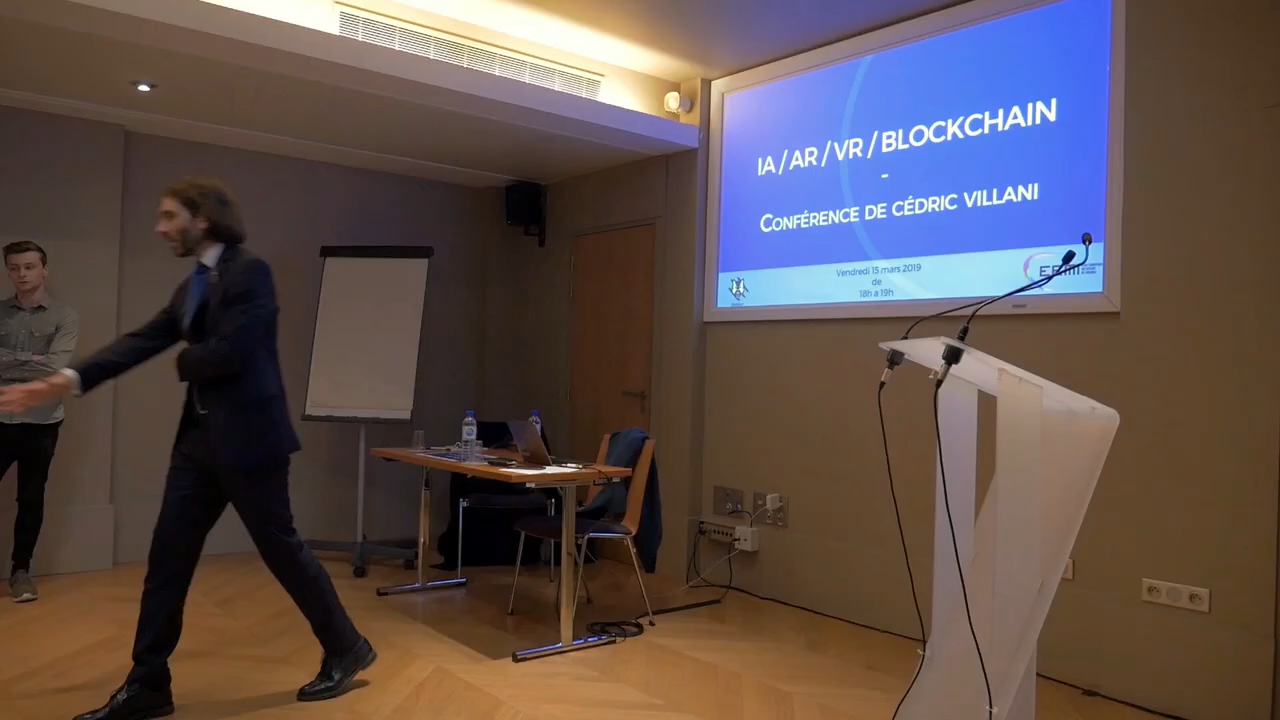 IA / AR / VR / BLOCKCHAIN
-
CONFÉRENCE DE CÉDRIC VILLANI
Vendredi 15 mars 2019
de
18h a 19h